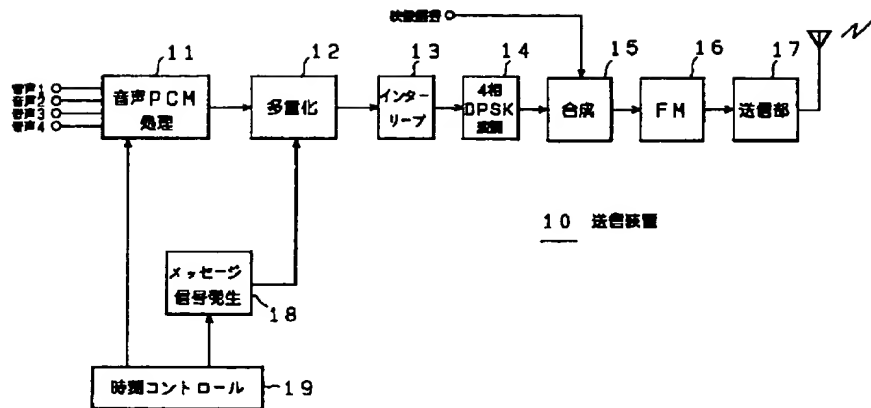 映像信号
11
12
13
14
15
16
17
音声1
音声2
音声3
音声4
音声PCM
処理
多重化
インター
リーブ
4相
DPSK
変調
合成
FM
送信部
10 送信装置
メッセージ
信号発生
18
時間コントロール
19